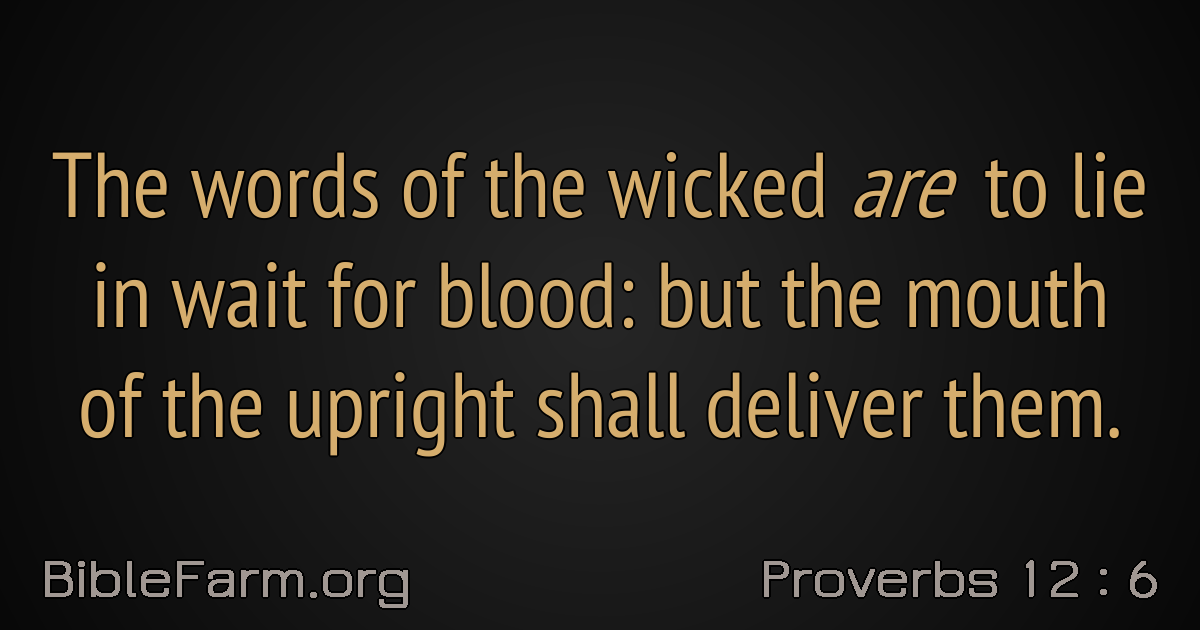 The words of the wicked are to lie
in wait for blood: but the mouth
of the upright shall deliver them.
BibleFarm.org
Proverbs 12 : 6